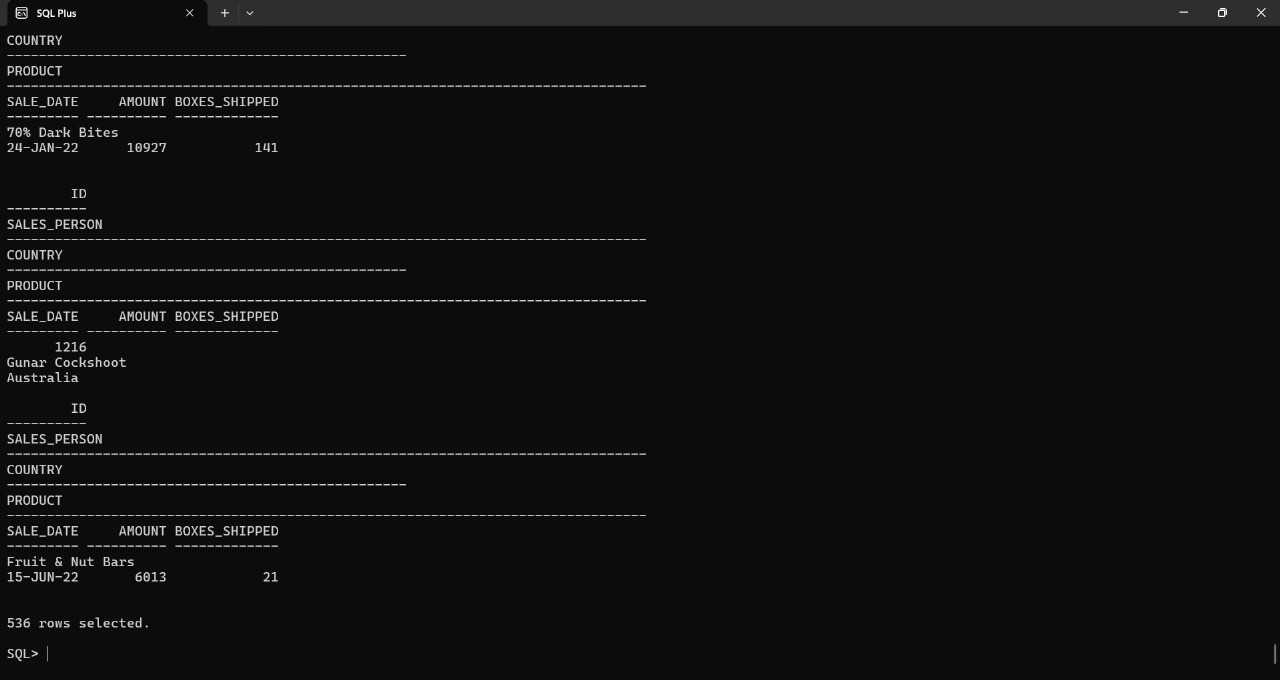 SQL Plus
COUNTRY
--------------------------------------------------
PRODUCT
--------------------------------------------------------------------------------
SALE_DATE     AMOUNT BOXES_SHIPPED
--------- ---------- -------------
70% Dark Bites
24-JAN-22      10927           141
        ID
----------
SALES_PERSON
--------------------------------------------------------------------------------
COUNTRY
--------------------------------------------------
PRODUCT
--------------------------------------------------------------------------------
SALE_DATE     AMOUNT BOXES_SHIPPED
--------- ---------- -------------
      1216
Gunar Cockshoot
Australia
        ID
----------
SALES_PERSON
--------------------------------------------------------------------------------
COUNTRY
--------------------------------------------------
PRODUCT
--------------------------------------------------------------------------------
SALE_DATE     AMOUNT BOXES_SHIPPED
--------- ---------- -------------
Fruit & Nut Bars
15-JUN-22       6013            21
536 rows selected.
SQL>